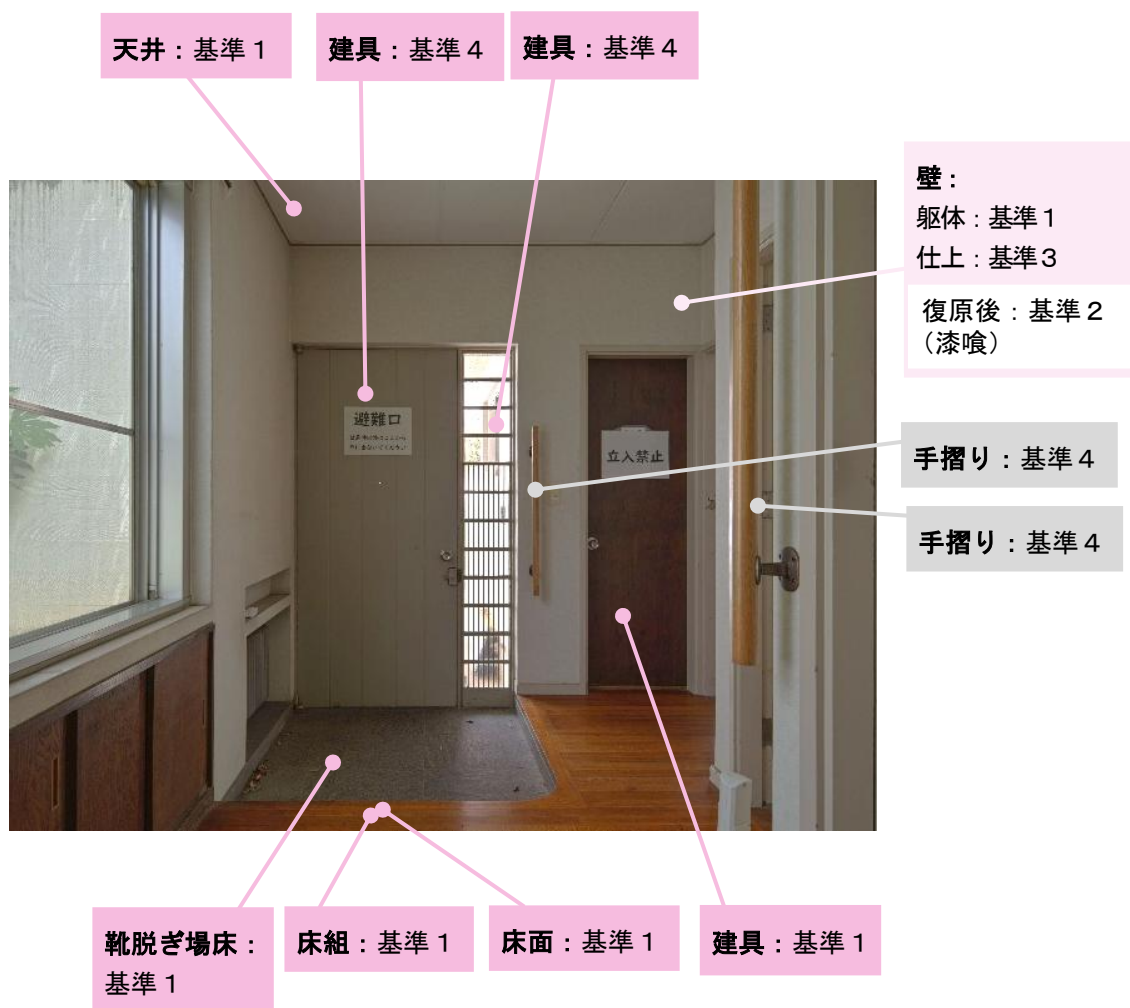 天井：基準１
建具：基準４
建具：基準４
壁：
躯体：基準１
仕上：基準３
復原後：基準２
（漆喰）
避難口
立入禁止
手摺り：基準４
手摺り：基準４
靴脱ぎ場床：
基準１
床組：基準１
床面：基準１
建具：基準１